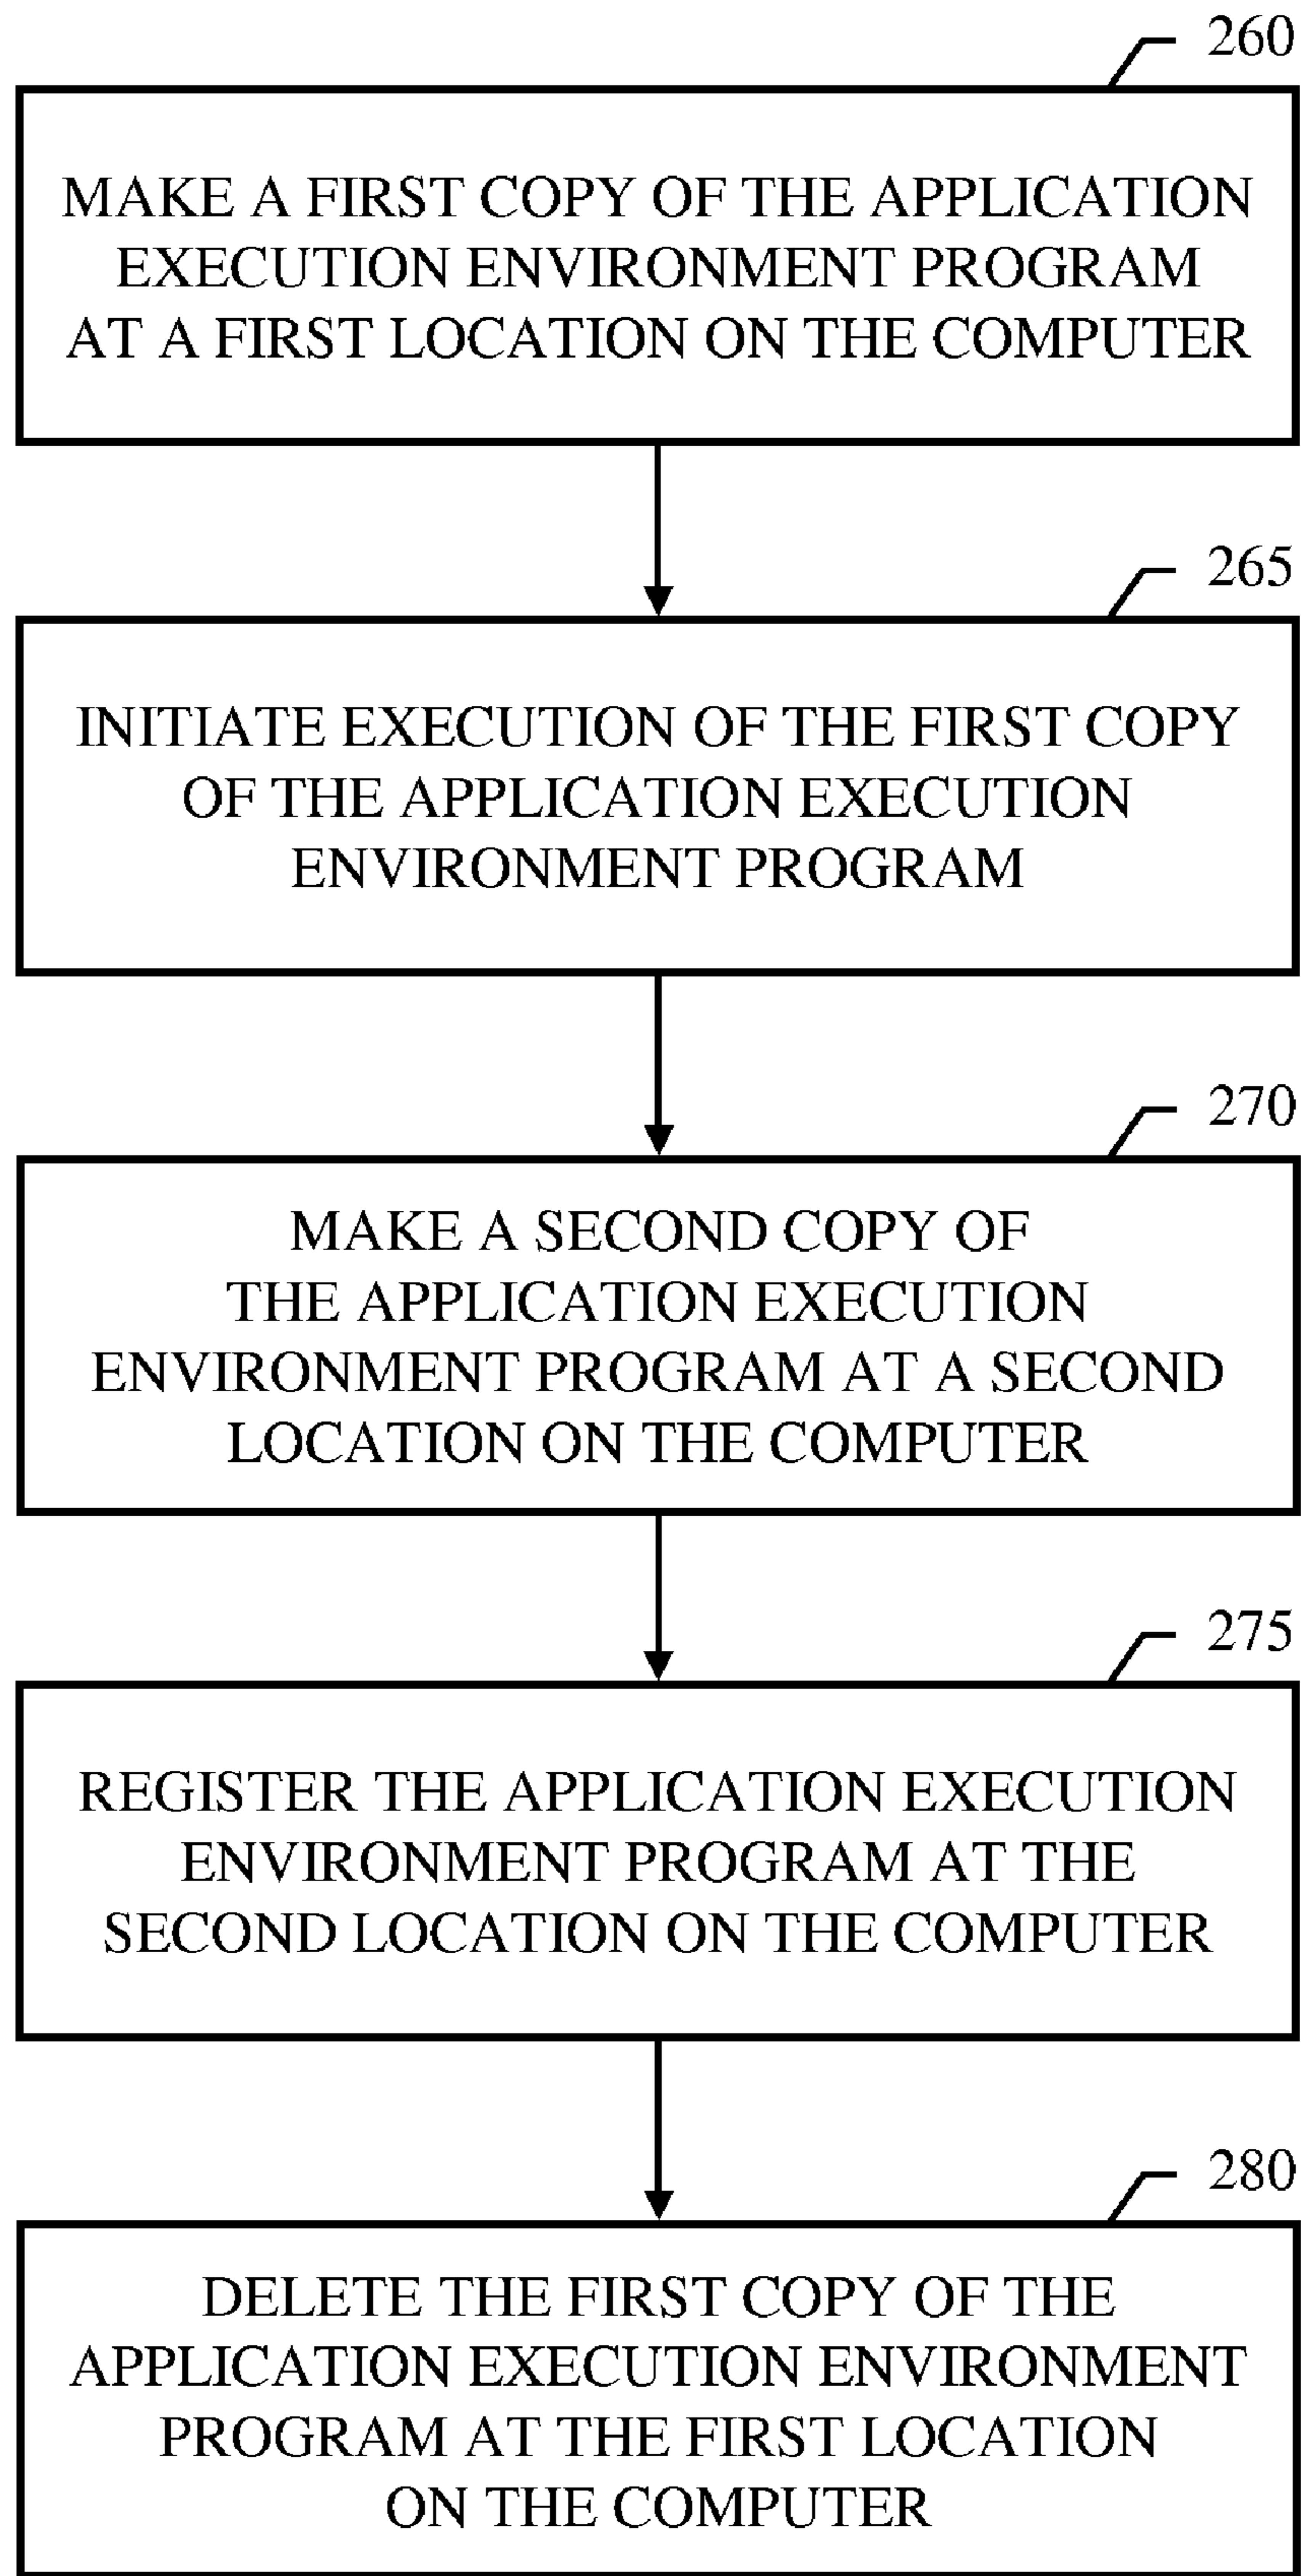 260
MAKE A FIRST COPY OF THE APPLICATION
EXECUTION ENVIRONMENT PROGRAM
AT A FIRST LOCATION ON THE COMPUTER
265
INITIATE EXECUTION OF THE FIRST COPY
OF THE APPLICATION EXECUTION
ENVIRONMENT PROGRAM
270
MAKE A SECOND COPY OF
THE APPLICATION EXECUTION
ENVIRONMENT PROGRAM AT A SECOND
LOCATION ON THE COMPUTER
275
REGISTER THE APPLICATION EXECUTION
ENVIRONMENT PROGRAM AT THE
SECOND LOCATION ON THE COMPUTER
280
DELETE THE FIRST COPY OF THE
APPLICATION EXECUTION ENVIRONMENT
PROGRAM AT THE FIRST LOCATION
ON THE COMPUTER